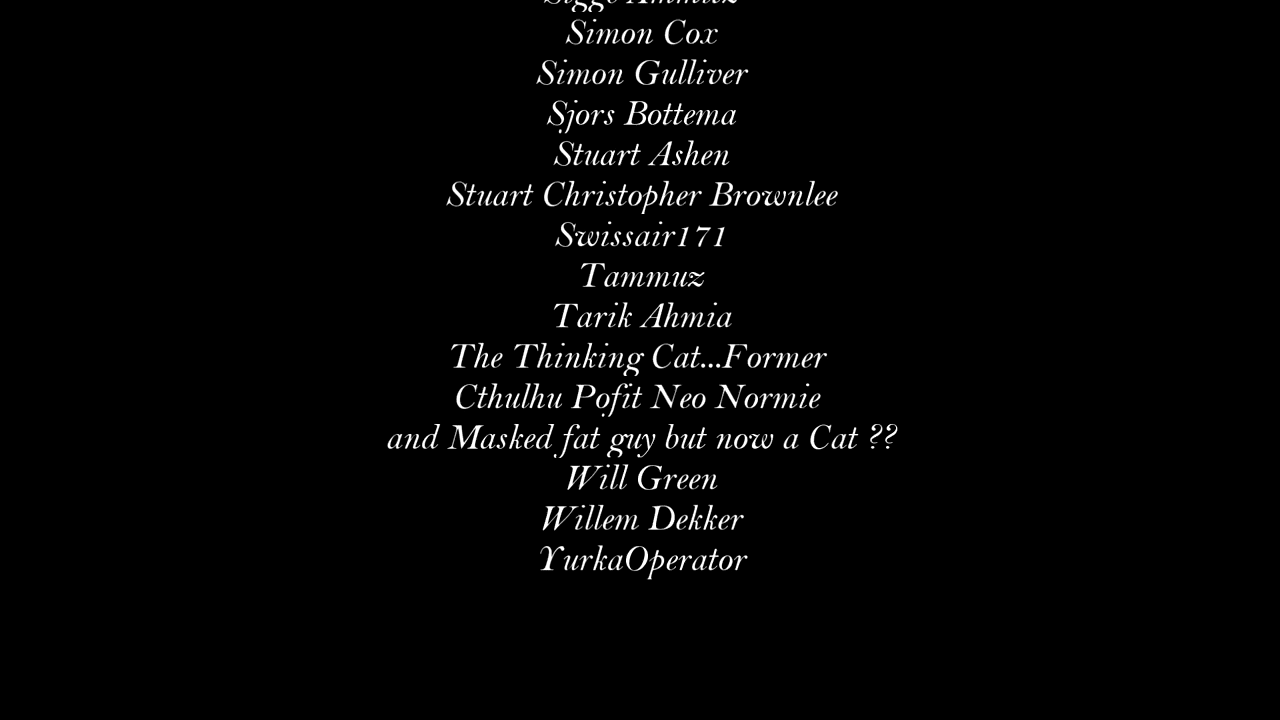 Simon Cox
Simon Gulliver
Sjors Bottema
Stuart Ashen
Stuart Christopher Brownlee
Swissair171
Tammuz
Tarik Ahmia
The Thinking Cat...Former
Cthulhu Pofit Neo Normie
and Masked fat guy but now a Cat ??
Will Green
Willem Dekker
YurkaOperator